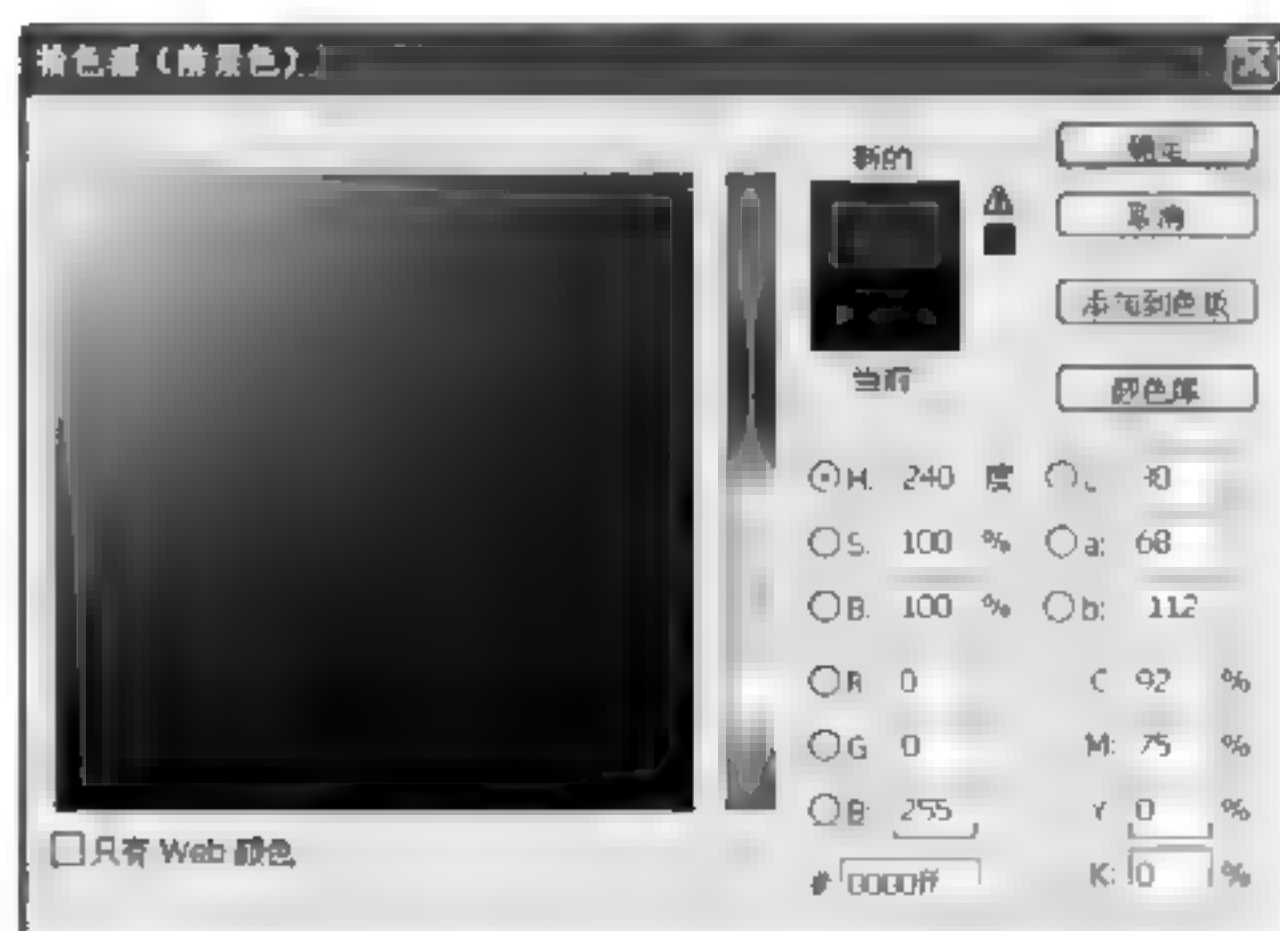 拾色器（前景色）
新的
确定
取消
添加到色板
当前
颜色库
H: 240 度
S: 100 % a: 68
B: 100 % b: 112
R 0 C 92 %
G 0 M: 75 %
B: 255 Y 0 %
只有 Web 颜色
# 0000ff K: 0 %